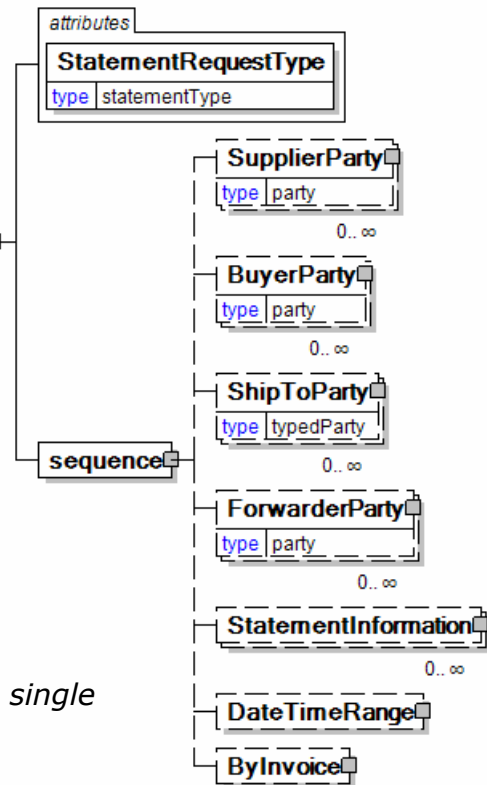 attributes
StatementRequestType
type statementType
SupplierParty
type party
0.. ∞
BuyerParty
type party
0.. ∞
ShipToParty
type typedParty
0.. ∞
sequence
ForwarderParty
type party
0.. ∞
StatementInformation
0.. ∞
single
DateTimeRange
ByInvoice